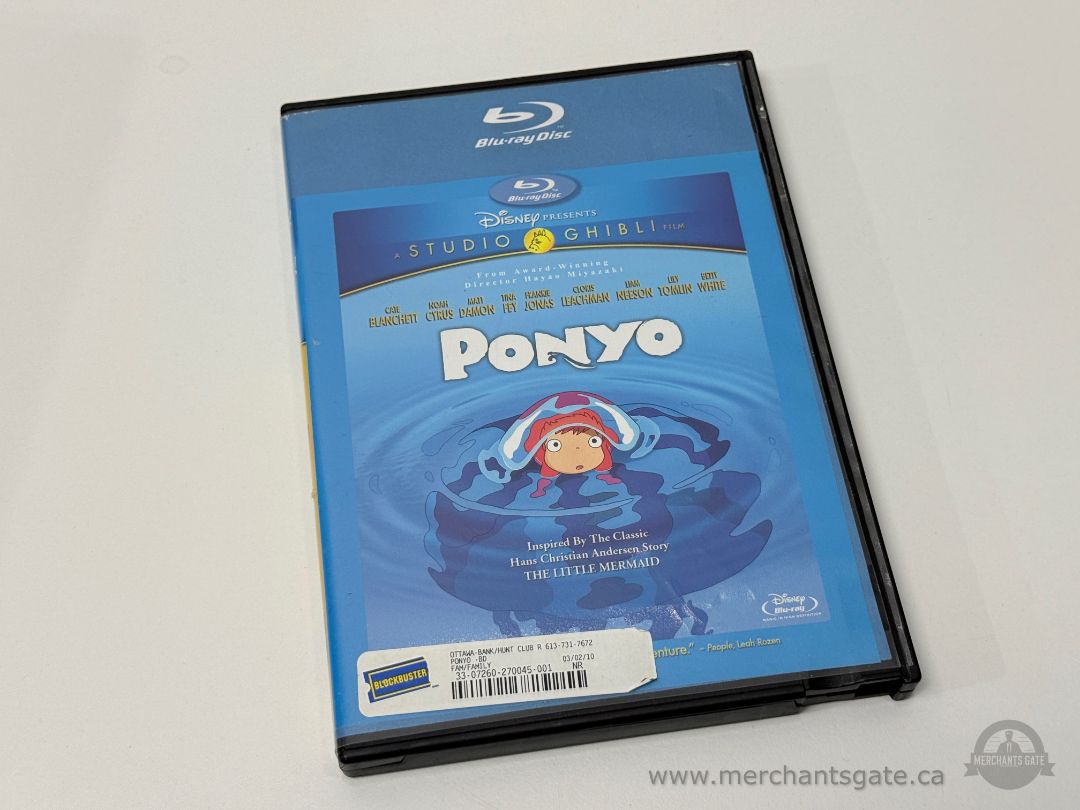 Blu-ray Disc
Blu-ray Disc
Disney PRESENTS
A STUDIO GHIBLI FILM
From Award-Winning
Director Hayao Miyazaki
CATE BLANCHETT NOAH CYRUS MATT DAMON TINA FEY FRANKIE JONAS CLORIS LEACHMAN LIAM NEESON LILY TOMLIN BETTY WHITE
PONYO
Inspired By The Classic
Hans Christian Andersen Story
THE LITTLE MERMAID
Disney
Blu-ray
MAGIC IN HIGH DEFINITION
enture." – People, Leah Rozen
BLOCKBUSTER
OTTAWA-BANK/HUNT CLUB R 613-731-7672
PONYO -BD 03/02/10
FAM/FAMILY NR
33-07260-270045-001
MERCHANTS GATE
www.merchantsgate.ca